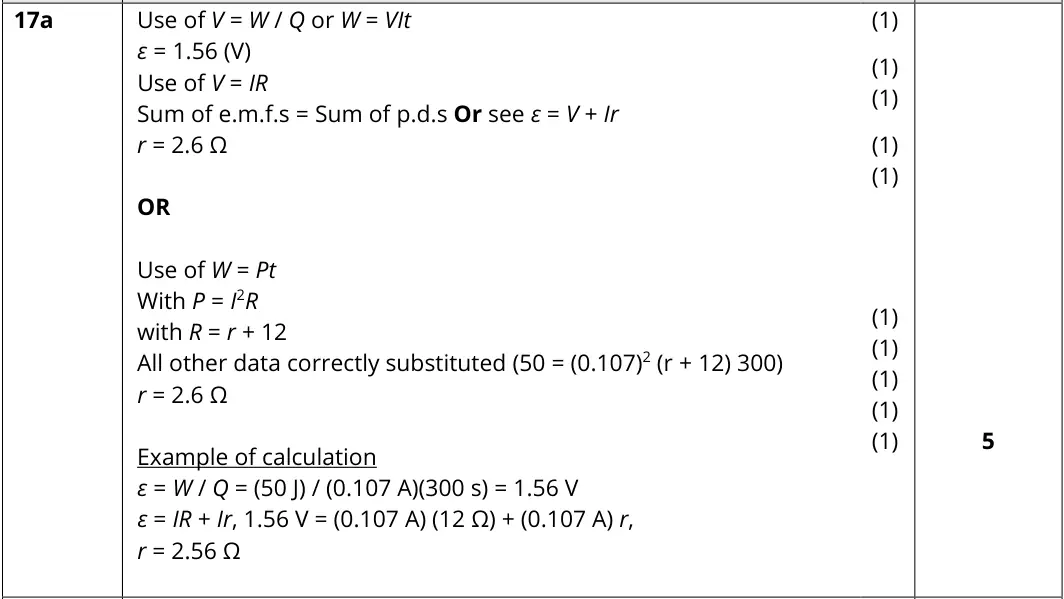 17a
Use of V = W / Q or W = VIt (1)
ε = 1.56 (V)
(1)
Use of V = IR
(1)
Sum of e.m.f.s = Sum of p.d.s Or see ε = V + Ir
r = 2.6 Ω (1)
(1)
OR
Use of W = Pt
With P = I²R
(1)
with R = r + 12
(1)
All other data correctly substituted (50 = (0.107)² (r + 12) 300)
(1)
r = 2.6 Ω
(1)
(1) 5
Example of calculation
ε = W / Q = (50 J) / (0.107 A)(300 s) = 1.56 V
ε = IR + Ir, 1.56 V = (0.107 A) (12 Ω) + (0.107 A) r,
r = 2.56 Ω